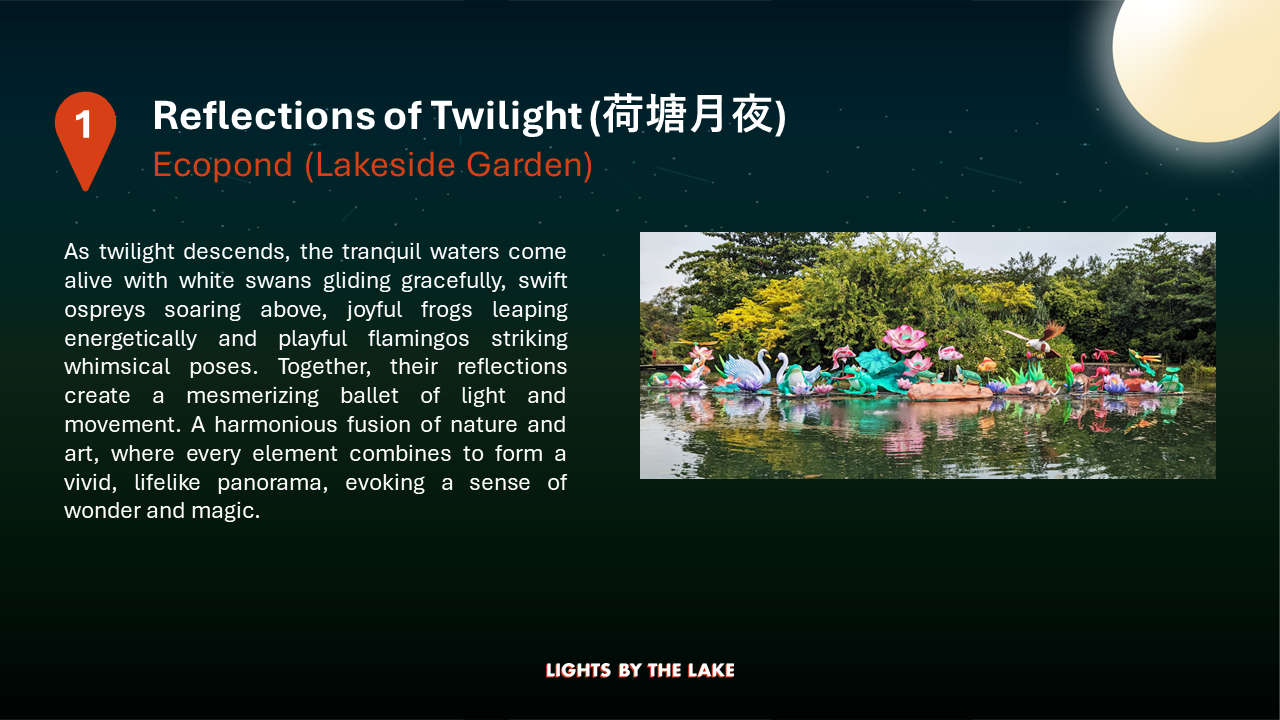 1
Reflections of Twilight (荷塘月夜)
Ecopond (Lakeside Garden)
As twilight descends, the tranquil waters come
alive with white swans gliding gracefully, swift
ospreys soaring above, joyful frogs leaping
energetically and playful flamingos striking
whimsical poses. Together, their reflections
create a mesmerizing ballet of light and
movement. A harmonious fusion of nature and
art, where every element combines to form a
vivid, lifelike panorama, evoking a sense of
wonder and magic.
LIGHTS BY THE LAKE